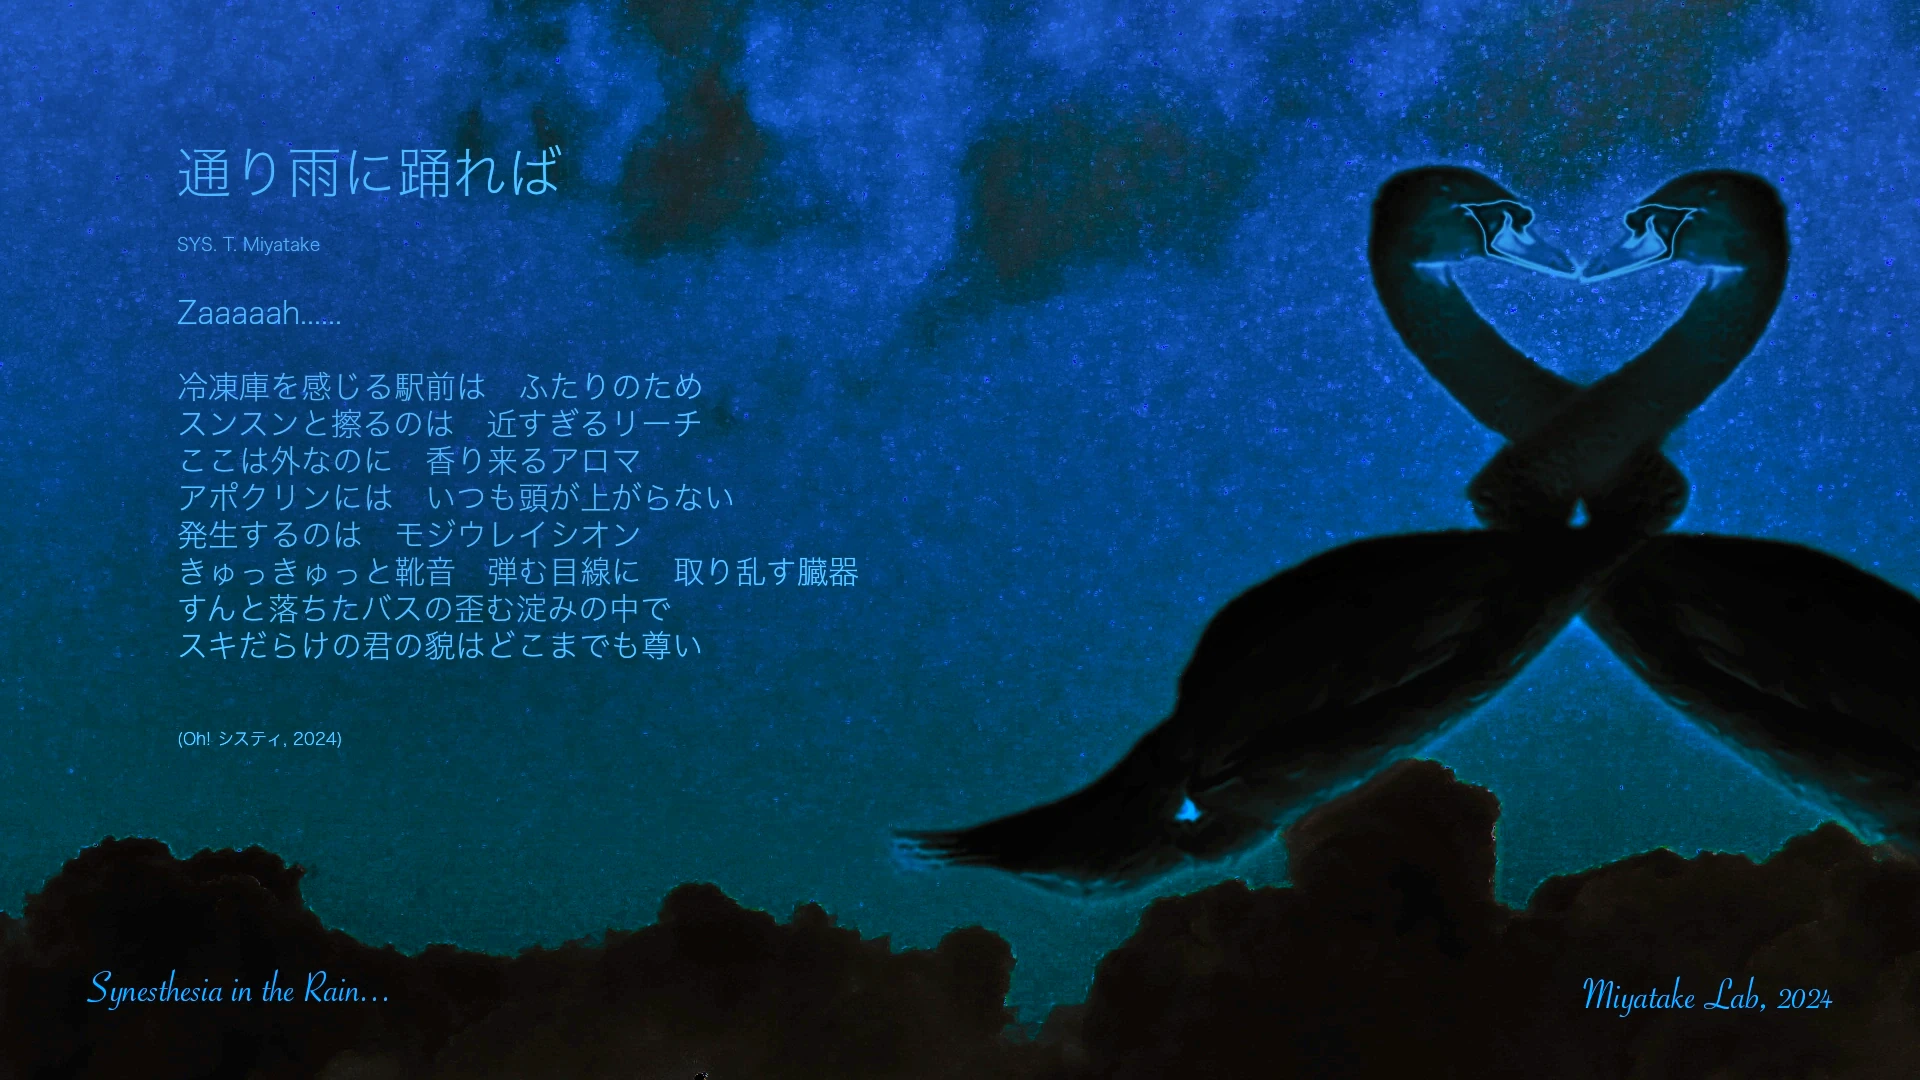 通り雨に踊れば
SYS. T. Miyatake
Zaaaaah......
冷凍庫を感じる駅前は　ふたりのため
スンスンと擦るのは　近すぎるリーチ
ここは外なのに　香り来るアロマ
アポクリンには　いつも頭が上がらない
発生するのは　モジウレイシオン
きゅっきゅっと靴音　弾む目線に　取り乱す臓器
すんと落ちたバスの歪む淀みの中で
スキだらけの君の貌はどこまでも尊い
(Oh! システィ, 2024)
Synesthesia in the Rain...
Miyatake Lab, 2024